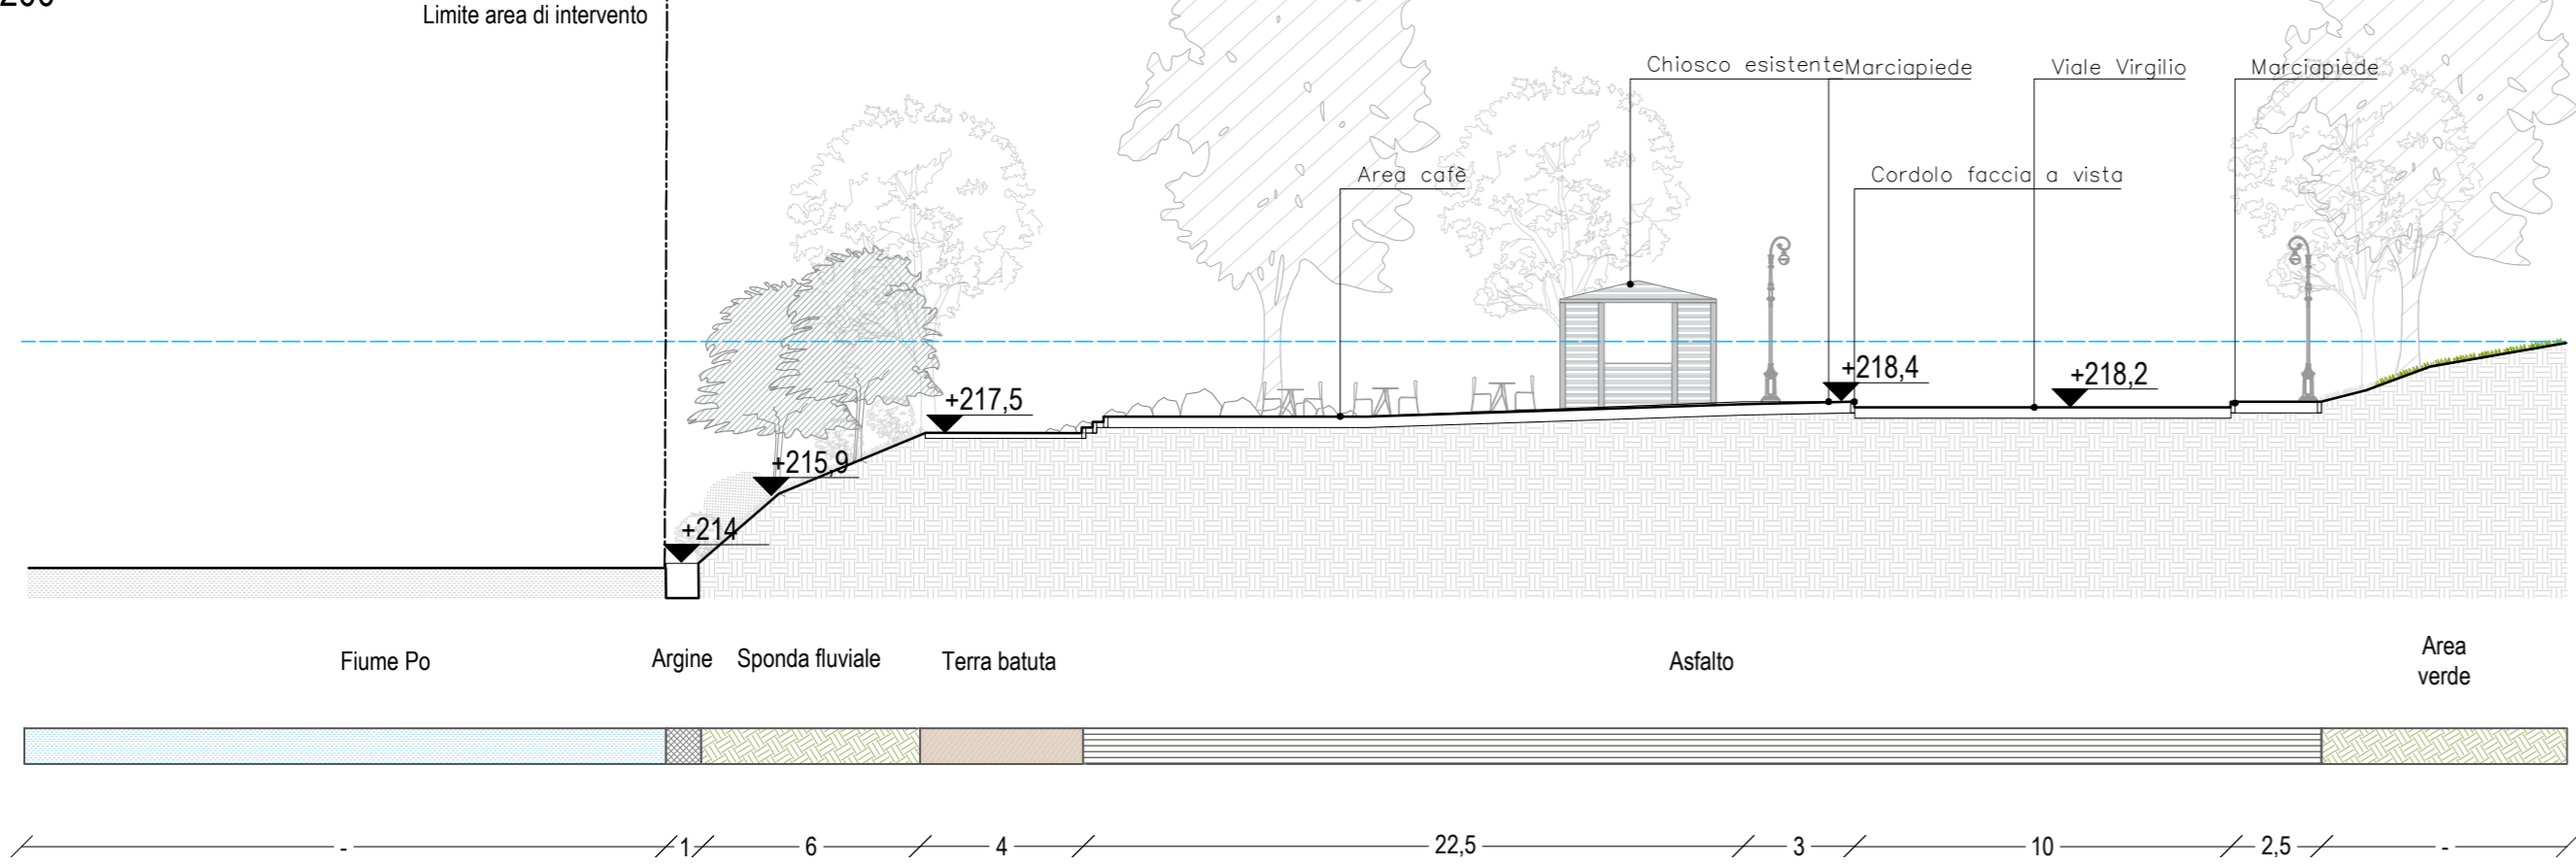 Limite area di intervento
Chiosco esistente
Marciapiede
Viale Virgilio
Marciapiede
Area cafè
Cordolo faccia a vista
+218,4
+218,2
+217,5
+215,9
+214
Fiume Po
Argine
Sponda fluviale
Terra batuta
Asfalto
Area
verde
- 1 6 4 22,5 3 10 2,5 -